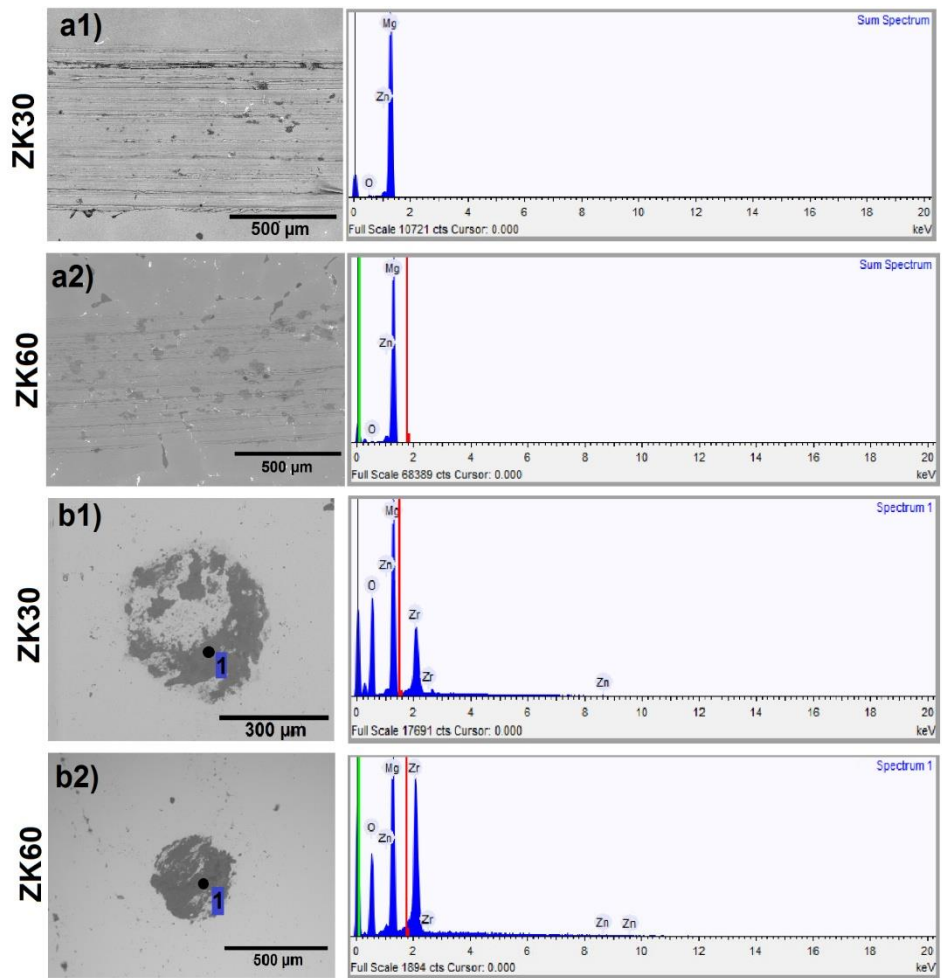 ZK30
a1)
500 µm
Sum Spectrum
Mg
Zn
O
0 2 4 6 8 10 12 14 16 18 20
Full Scale 10721 cts Cursor: 0.000 keV
ZK60
a2)
500 µm
Sum Spectrum
Mg
Zn
O
0 2 4 6 8 10 12 14 16 18 20
Full Scale 68389 cts Cursor: 0.000 keV
ZK30
b1)
1
300 µm
Spectrum 1
Mg
Zn
O
Zr
Zr
Zn
0 2 4 6 8 10 12 14 16 18 20
Full Scale 17691 cts Cursor: 0.000 keV
ZK60
b2)
1
500 µm
Spectrum 1
Mg Zr
O
Zn
Zr
Zn Zn
0 2 4 6 8 10 12 14 16 18 20
Full Scale 1894 cts Cursor: 0.000 keV